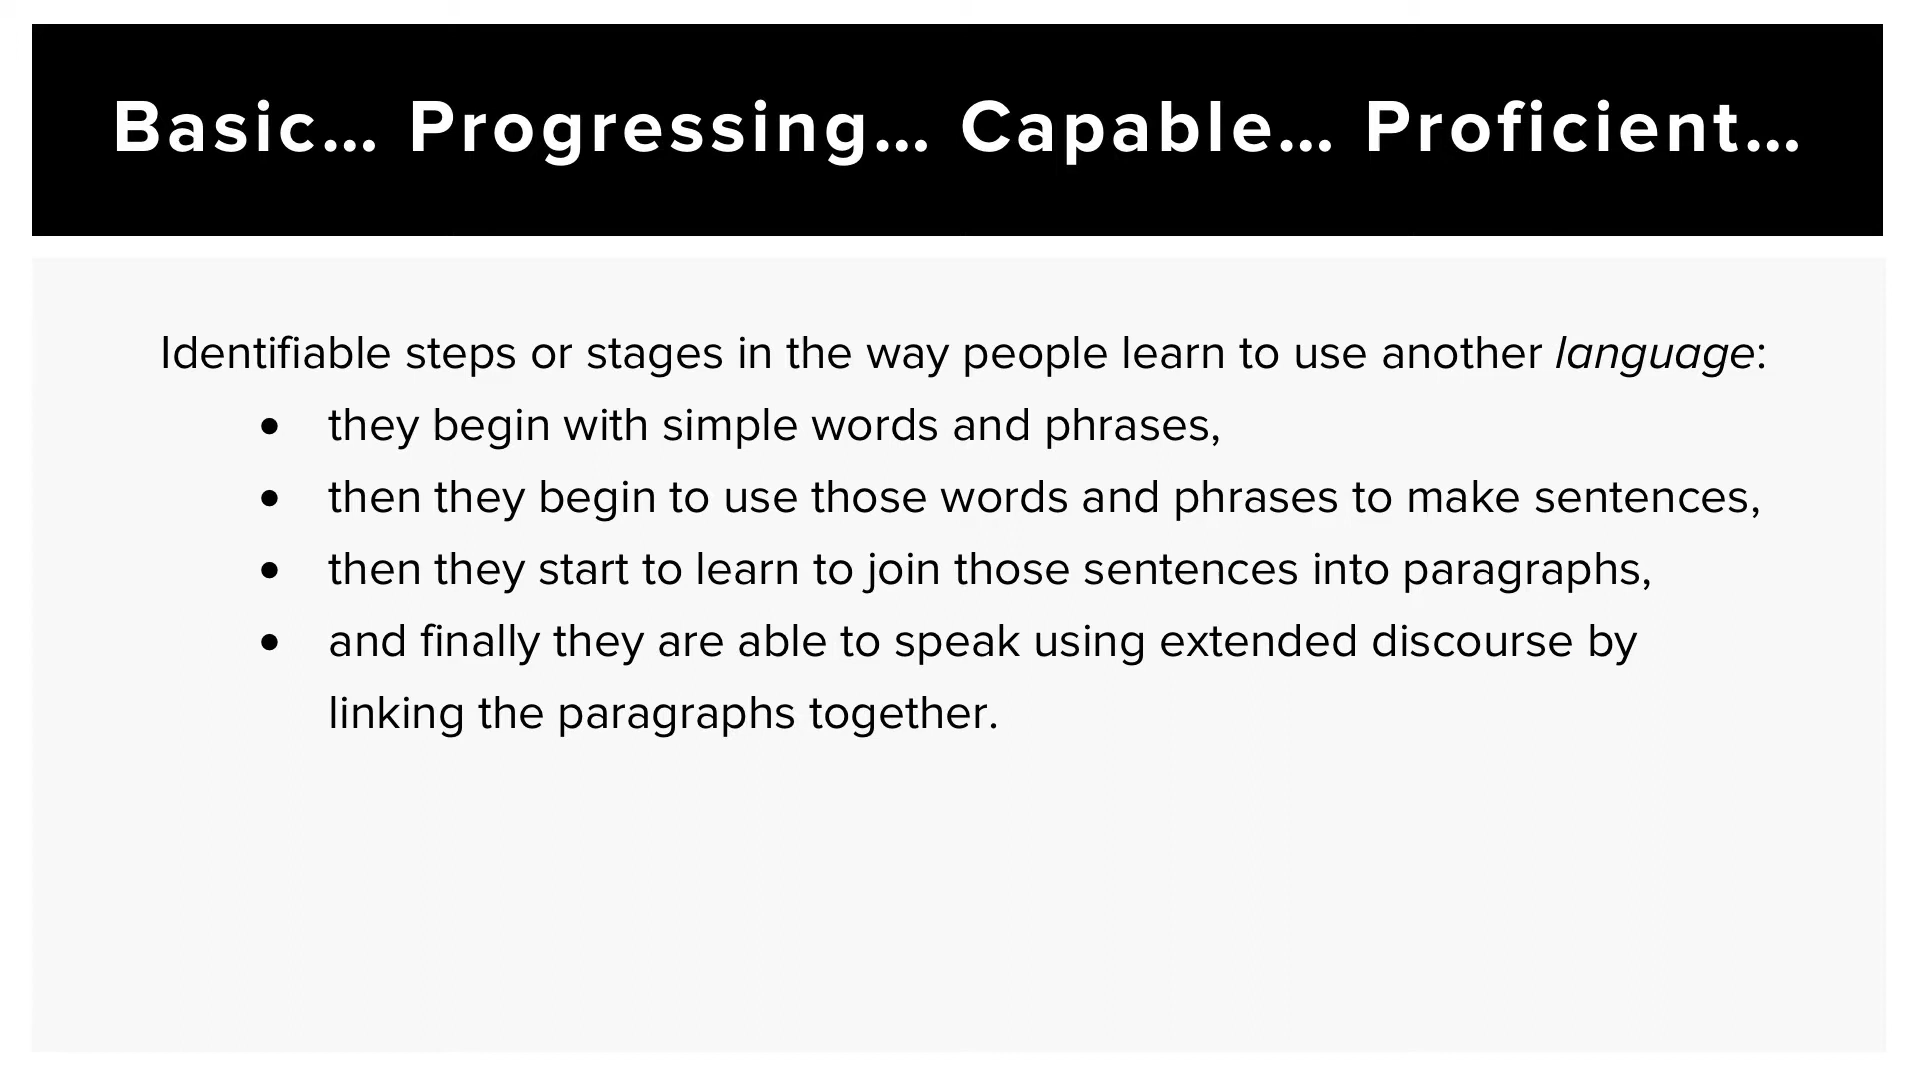 Basic… Progressing… Capable… Proficient…
Identifiable steps or stages in the way people learn to use another language:
• they begin with simple words and phrases,
• then they begin to use those words and phrases to make sentences,
• then they start to learn to join those sentences into paragraphs,
• and finally they are able to speak using extended discourse by
linking the paragraphs together.